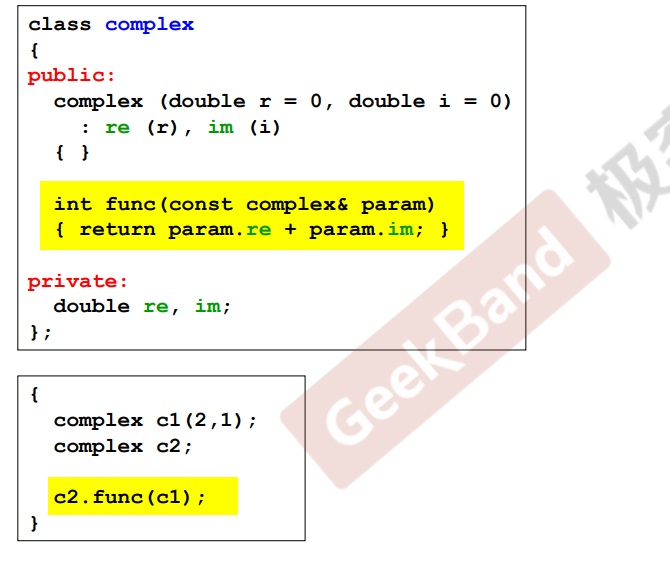 class complex
{
public:
  complex (double r = 0, double i = 0)
    : re (r), im (i)
  { }
  int func(const complex& param)
  { return param.re + param.im; }
private:
  double re, im;
};
{
  complex c1(2,1);
  complex c2;
  c2.func(c1);
}
GeekBand
极客